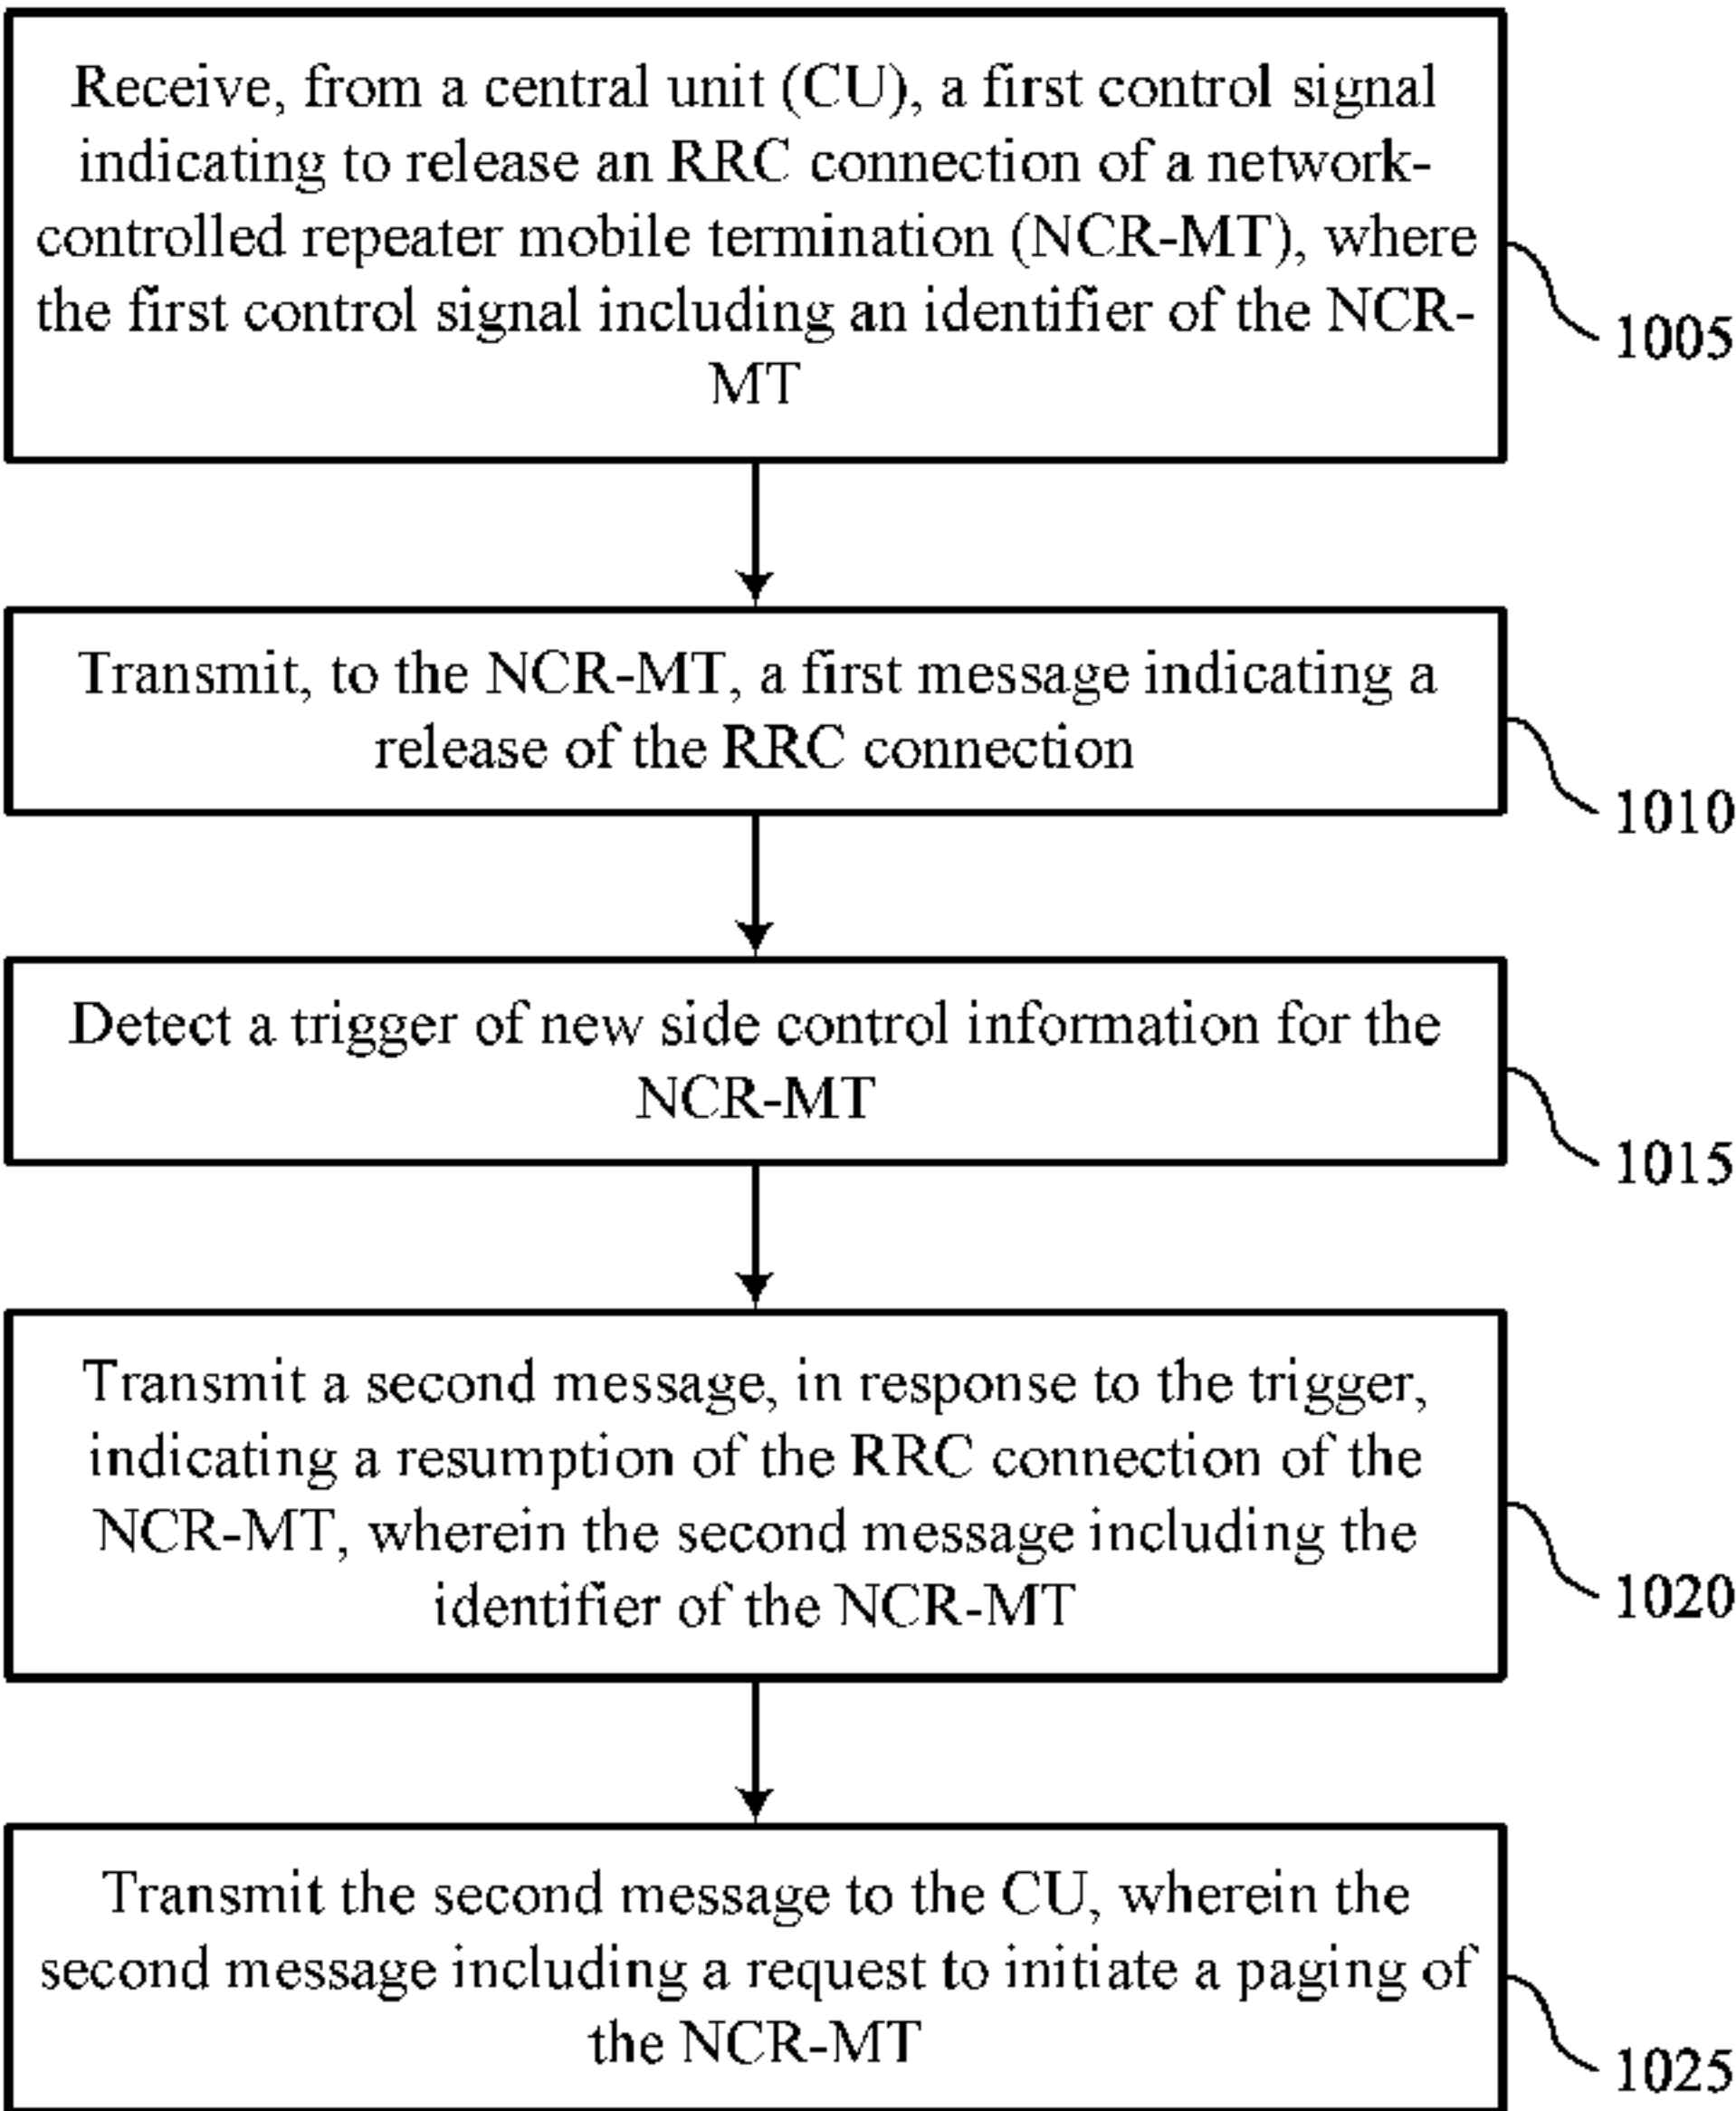 Receive, from a central unit (CU), a first control signal
indicating to release an RRC connection of a network-
controlled repeater mobile termination (NCR-MT), where
the first control signal including an identifier of the NCR-
MT
1005
Transmit, to the NCR-MT, a first message indicating a
release of the RRC connection
1010
Detect a trigger of new side control information for the
NCR-MT
1015
Transmit a second message, in response to the trigger,
indicating a resumption of the RRC connection of the
NCR-MT, wherein the second message including the
identifier of the NCR-MT
1020
Transmit the second message to the CU, wherein the
second message including a request to initiate a paging of
the NCR-MT
1025